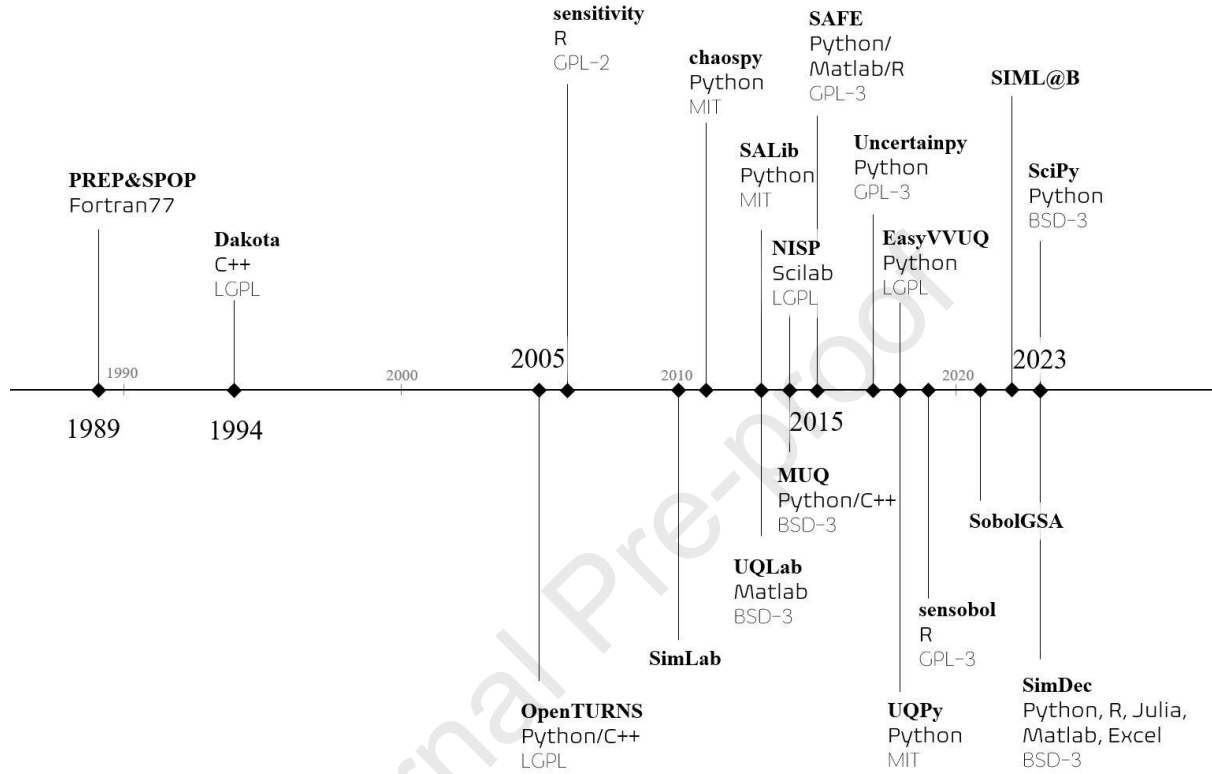 sensitivity
R
GPL-2
SAFE
Python/
Matlab/R
GPL-3
chaospy
Python
MIT
SIML@B
SALib
Python
MIT
Uncertainpy
Python
GPL-3
SciPy
Python
BSD-3
PREP&SPOP
Fortran77
Dakota
C++
LGPL
NISP
Scilab
LGPL
EasyVVUQ
Python
LGPL
2005
2023
1990
2000
2010
2020
1989
1994
2015
MUQ
Python/C++
BSD-3
SobolGSA
UQLab
Matlab
BSD-3
sensobol
R
GPL-3
SimLab
OpenTURNS
Python/C++
LGPL
UQPy
Python
MIT
SimDec
Python, R, Julia,
Matlab, Excel
BSD-3
rnal Pre-proof